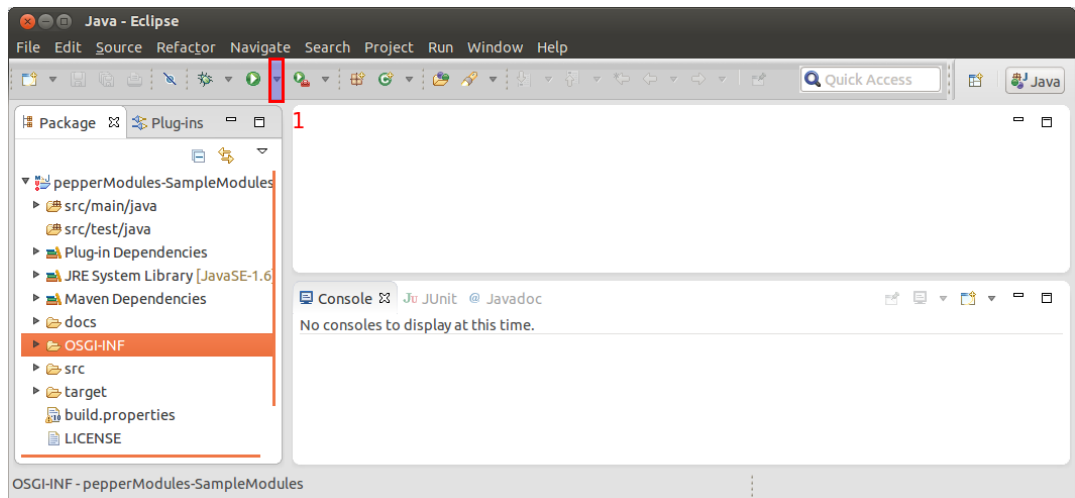 Java - Eclipse
File Edit Source Refactor Navigate Search Project Run Window Help
Quick Access
Java
Package
Plug-ins
1
pepperModules-SampleModules
src/main/java
src/test/java
Plug-in Dependencies
JRE System Library [JavaSE-1.6
Maven Dependencies
docs
OSGI-INF
src
target
build.properties
LICENSE
Console Ju JUnit @ Javadoc
No consoles to display at this time.
OSGI-INF - pepperModules-SampleModules